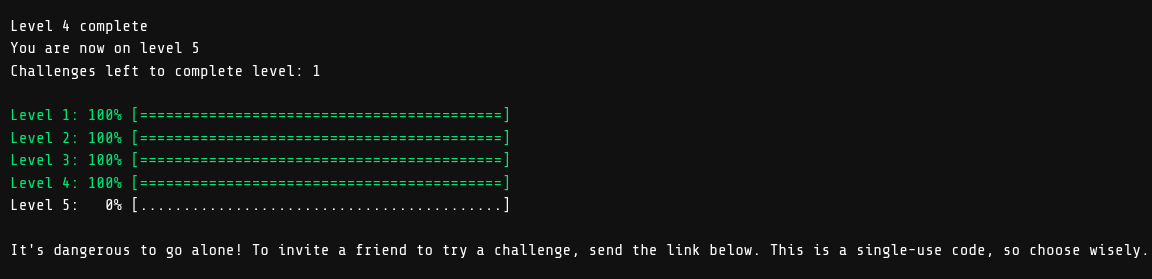 Level 4 complete
You are now on level 5
Challenges left to complete level: 1
Level 1: 100% [==========================================]
Level 2: 100% [==========================================]
Level 3: 100% [==========================================]
Level 4: 100% [==========================================]
Level 5:   0% [..........................................]
It's dangerous to go alone! To invite a friend to try a challenge, send the link below. This is a single-use code, so choose wisely.